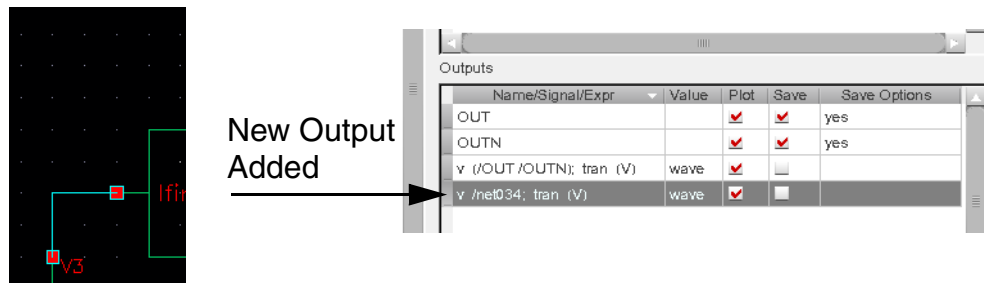 Ifin
V3
New Output
Added
Outputs
Name/Signal/Expr Value Plot Save Save Options
OUT yes
OUTN yes
v (/OUT /OUTN); tran (V) wave
v /net034; tran (V) wave